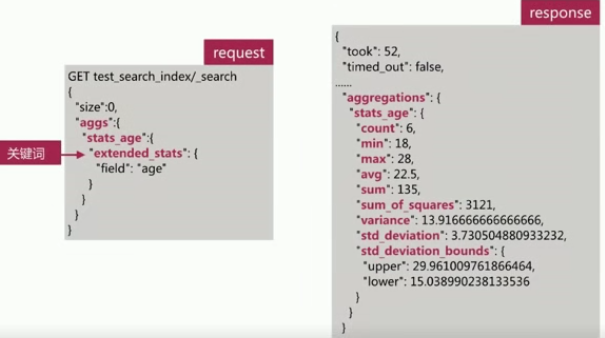 request
GET test_search_index/_search
{
"size":0,
"aggs":{
"stats_age":{
"extended_stats": {
"field": "age"
}
}
}
}
关键词
response
{
"took": 52,
"timed_out": false,
......
"aggregations": {
"stats_age": {
"count": 6,
"min": 18,
"max": 28,
"avg": 22.5,
"sum": 135,
"sum_of_squares": 3121,
"variance": 13.916666666666666,
"std_deviation": 3.730504880933232,
"std_deviation_bounds": {
"upper": 29.961009761866464,
"lower": 15.038990238133536
}
}
}